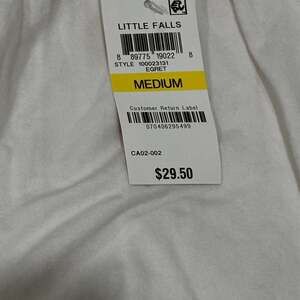 LITTLE FALLS
8 89775 19022 8
STYLE 100023131
EGRET
MEDIUM
Customer Return Label
070406295499
CA02-002
$29.50